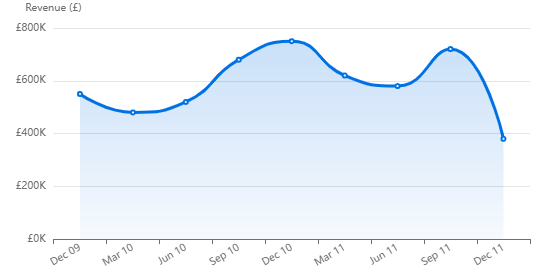 Revenue (£)
£800K
£600K
£400K
£200K
£0K
Dec 09 Mar 10 Jun 10 Sep 10 Dec 10 Mar 11 Jun 11 Sep 11 Dec 11